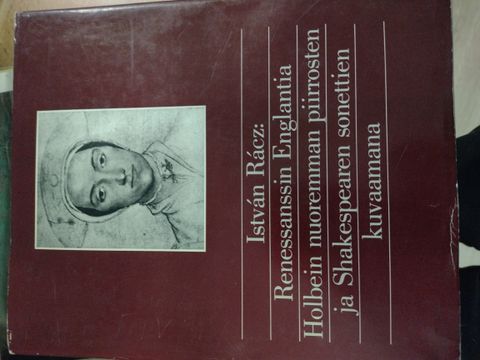 István Rácz:
Renessanssin Englantia
Holbein nuoremman piirrosten
ja Shakespearen sonettien
kuvaamana